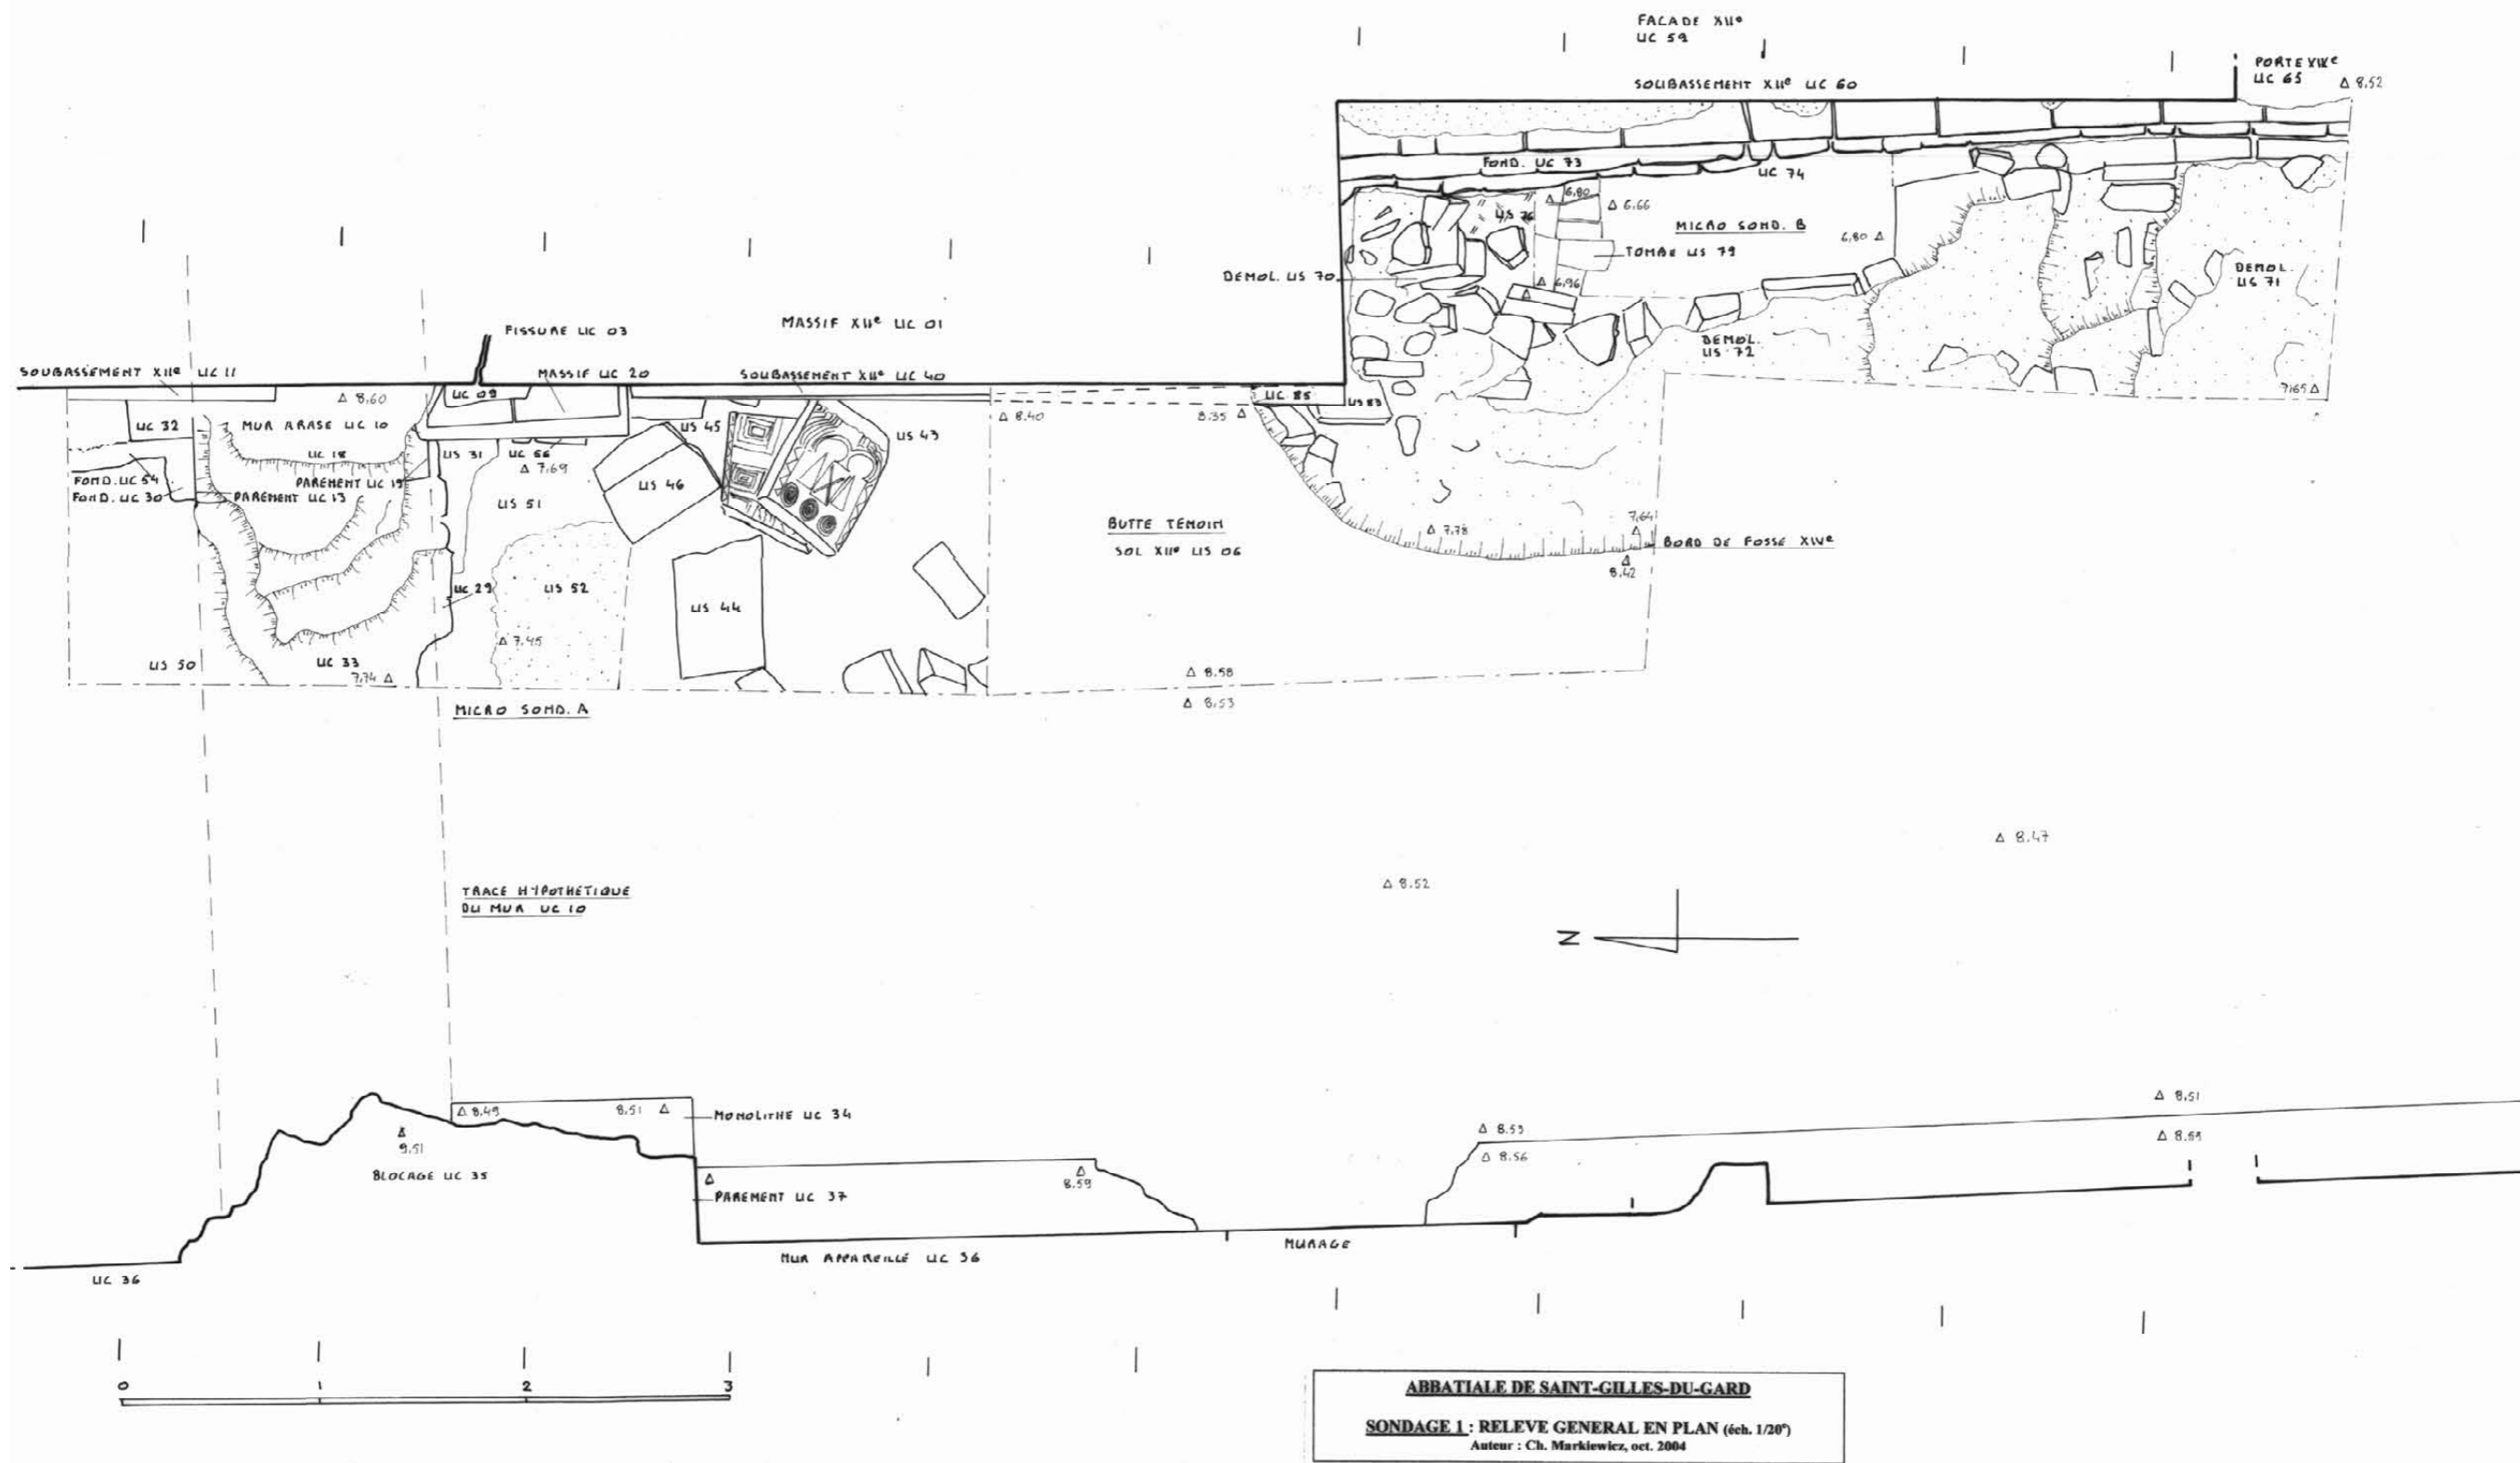 FACADE XIIe
UC 59
PORTE XIXe
UC 65
△ 8,52
SOUBASSEMENT XIIe UC 60
FOND. UC 73
UC 74
6,80
△ 6,66
US 76
MICRO SOND. B
6,80 △
TOMBE US 79
DEMOL. US 70
△ 6,96
DEMOL.
US 71
DEMOL.
US 72
7,65 △
MASSIF XIIe UC 01
FISSURE UC 03
SOUBASSEMENT XIIe UC 11
MASSIF UC 20
SOUBASSEMENT XIIe UC 40
△ 8,60
UC 09
UC 85
US 83
△ 8.40
8.35 △
UC 32
MUR ARASE UC 10
US 45
US 43
UC 18
US 31
UC 66
△ 7,69
FOND. UC 54
PAREMENT UC 19
FOND. UC 30
PAREMENT UC 13
US 46
US 51
BUTTE TÉMOIN
SOL XIIe US 06
△ 7,78
7,64
BORD DE FOSSE XIVe
8,42
UC 29
US 52
US 44
△ 7.45
US 50
UC 33
7,74 △
△ 8.58
△ 8,53
MICRO SOND. A
△ 8.47
TRACE HYPOTHETIQUE
DU MUR UC 10
△ 8.52
N
△ 8.49
8,51 △
MONOLITHE UC 34
△ 8,51
9,51
△ 8.53
△ 8.56
BLOCAGE UC 35
8.59
PAREMENT UC 37
MUR APPAREILLÉ UC 36
MURAGE
UC 36
0 1 2 3
ABBATIALE DE SAINT-GILLES-DU-GARD
SONDAGE 1 : RELEVE GENERAL EN PLAN (éch. 1/20e)
Auteur : Ch. Markiewicz, oct. 2004